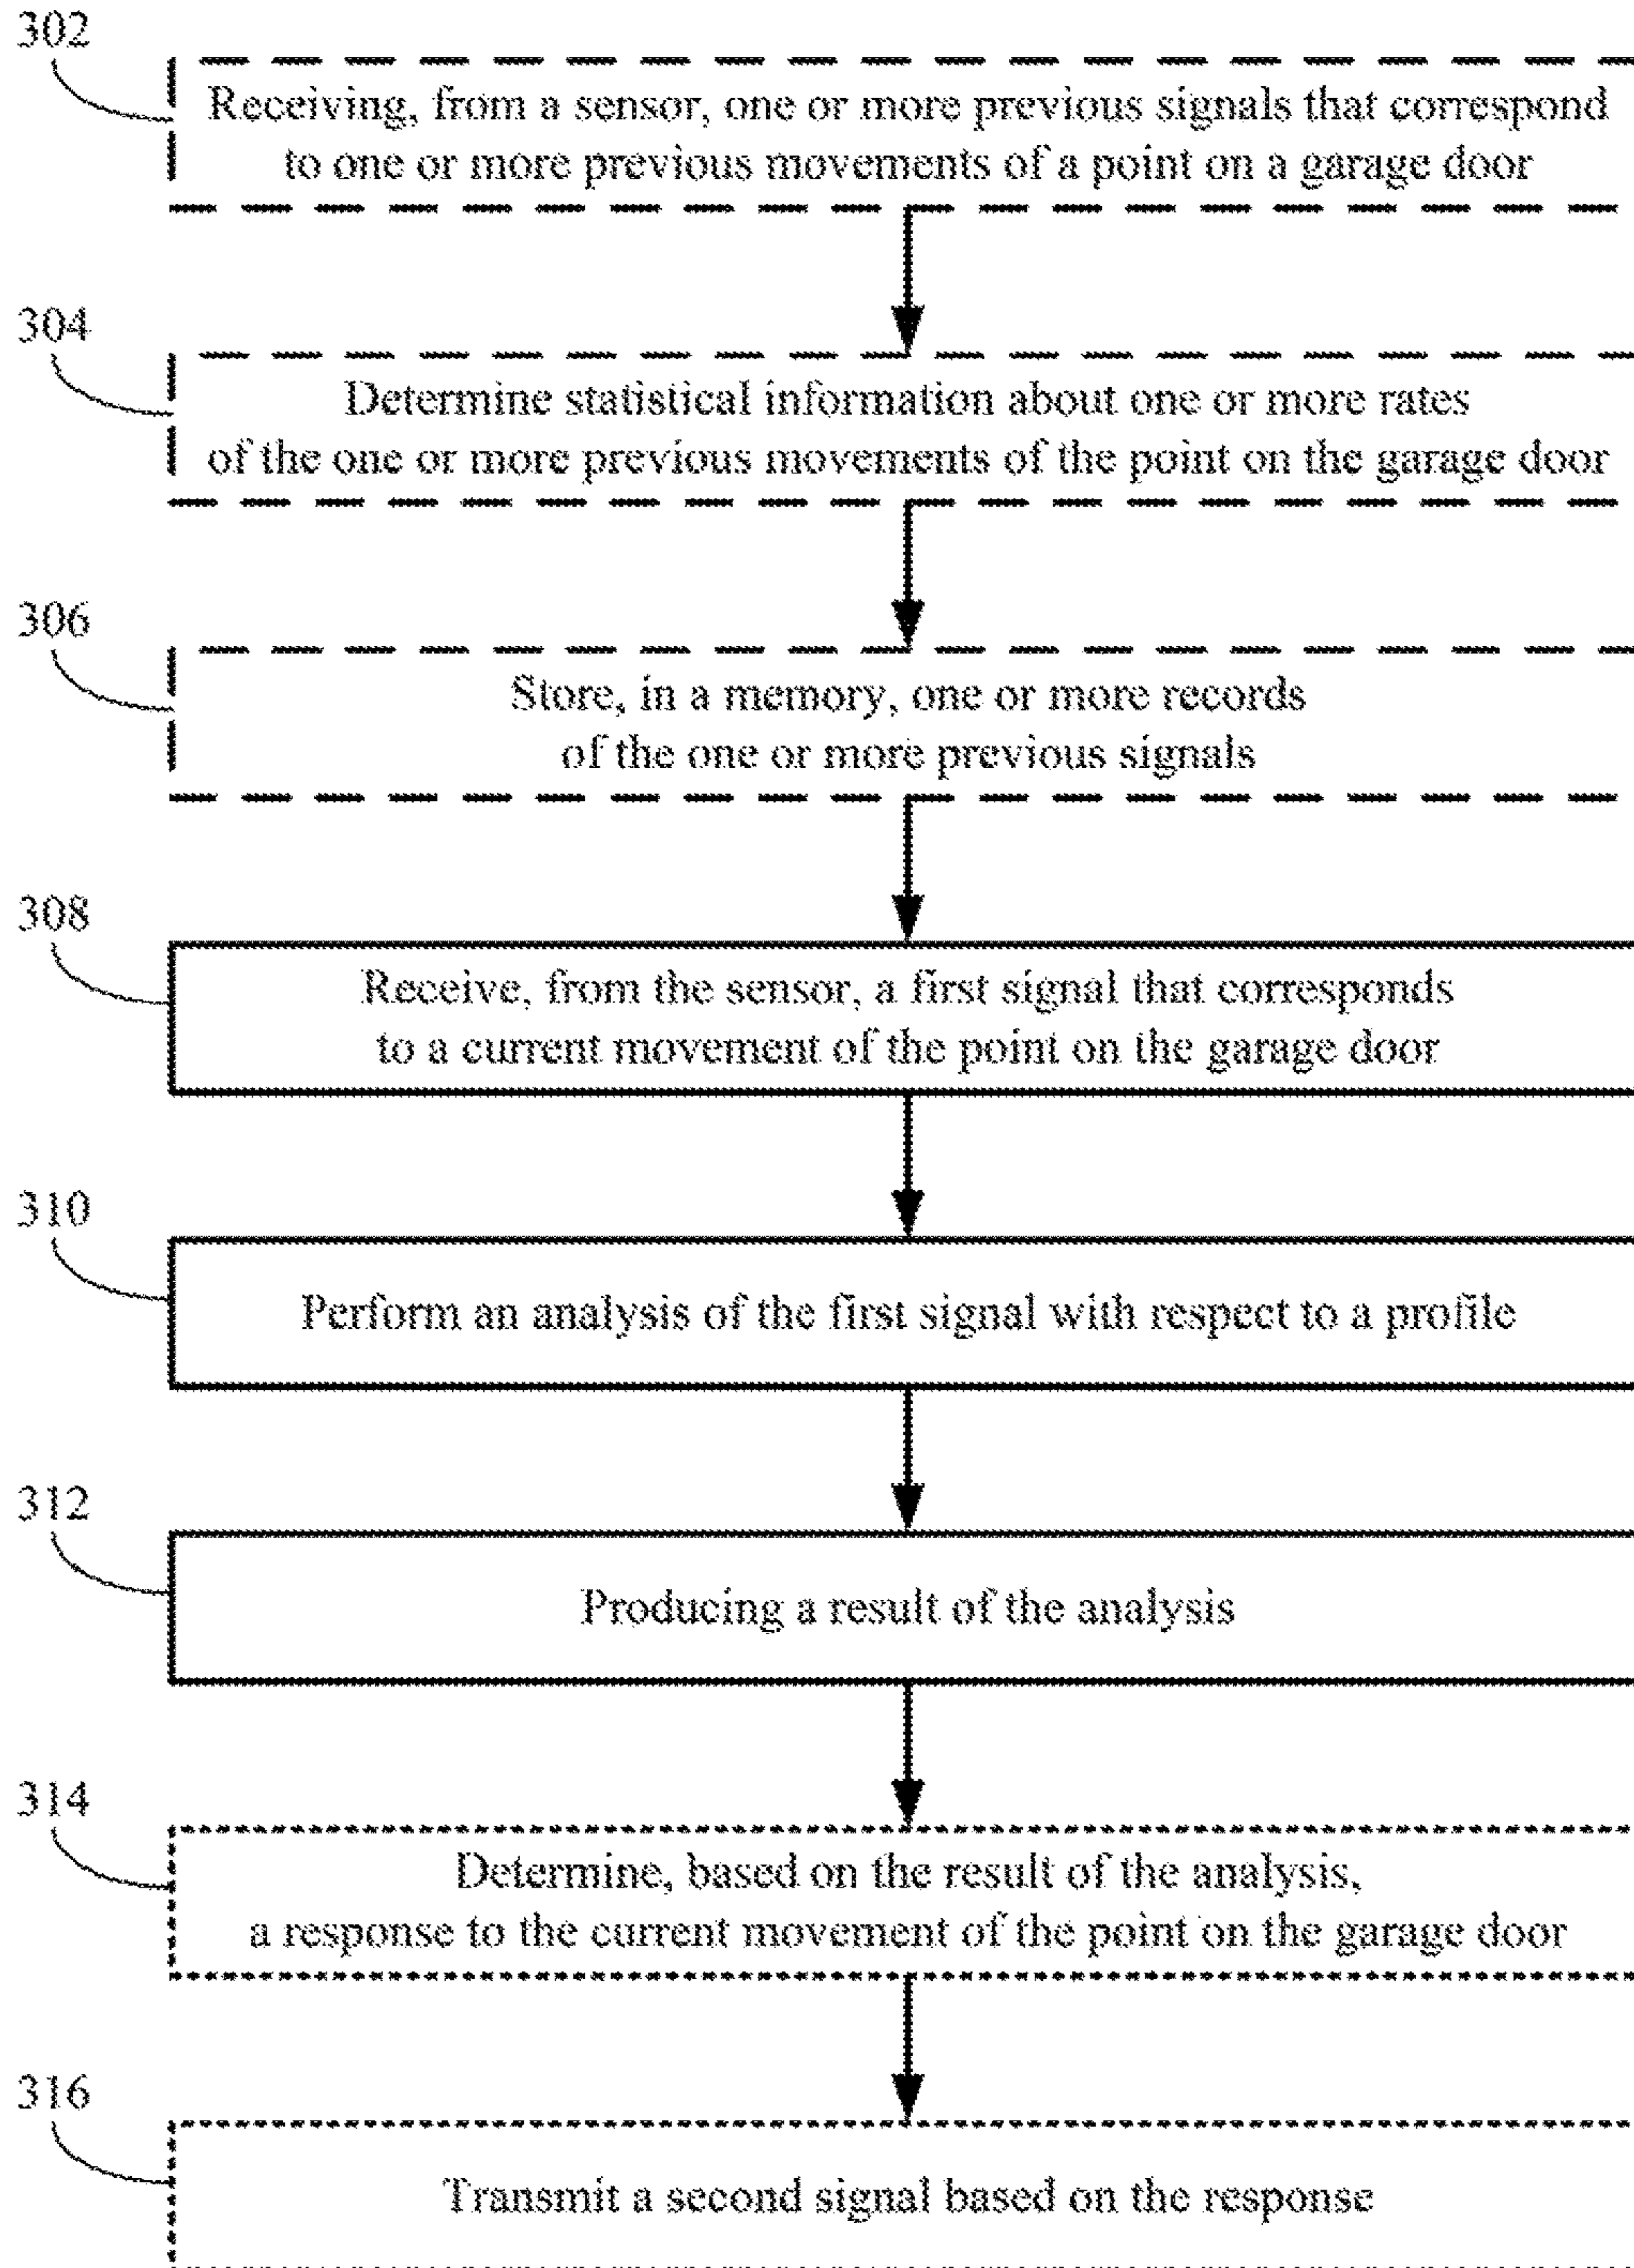 302
Receiving, from a sensor, one or more previous signals that correspond
to one or more previous movements of a point on a garage door
304
Determine statistical information about one or more rates
of the one or more previous movements of the point on the garage door
306
Store, in a memory, one or more records
of the one or more previous signals
308
Receive, from the sensor, a first signal that corresponds
to a current movement of the point on the garage door
310
Perform an analysis of the first signal with respect to a profile
312
Producing a result of the analysis
314
Determine, based on the result of the analysis,
a response to the current movement of the point on the garage door
316
Transmit a second signal based on the response